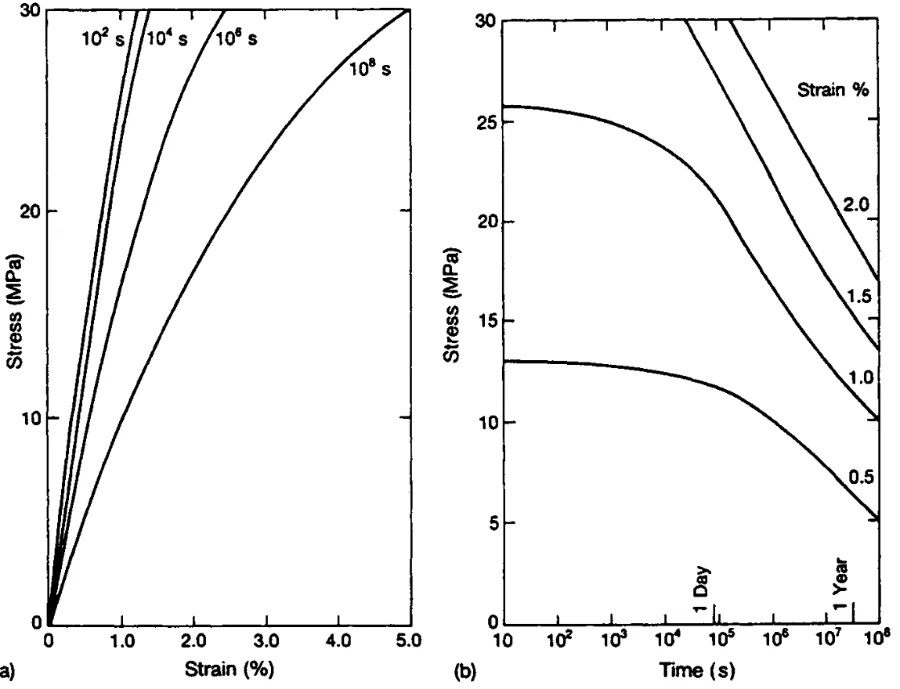 30
20
10
0
Stress (MPa)
10² s
10⁴ s
10⁶ s
10⁸ s
0 1.0 2.0 3.0 4.0 5.0
Strain (%)
a)
30
25
20
15
10
5
0
Stress (MPa)
Strain %
2.0
1.5
1.0
0.5
1 Day
1 Year
10 10² 10³ 10⁴ 10⁵ 10⁶ 10⁷ 10⁸
Time (s)
(b)